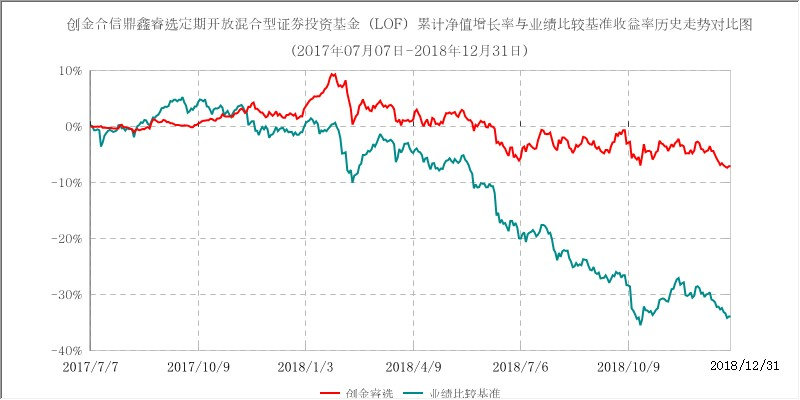 创金合信鼎鑫睿选定期开放混合型证券投资基金（LOF）累计净值增长率与业绩比较基准收益率历史走势对比图
(2017年07月07日-2018年12月31日)
10%
0%
-10%
-20%
-30%
-40%
2017/7/7 2017/10/9 2018/1/3 2018/4/9 2018/7/6 2018/10/9 2018/12/31
创金睿选 业绩比较基准